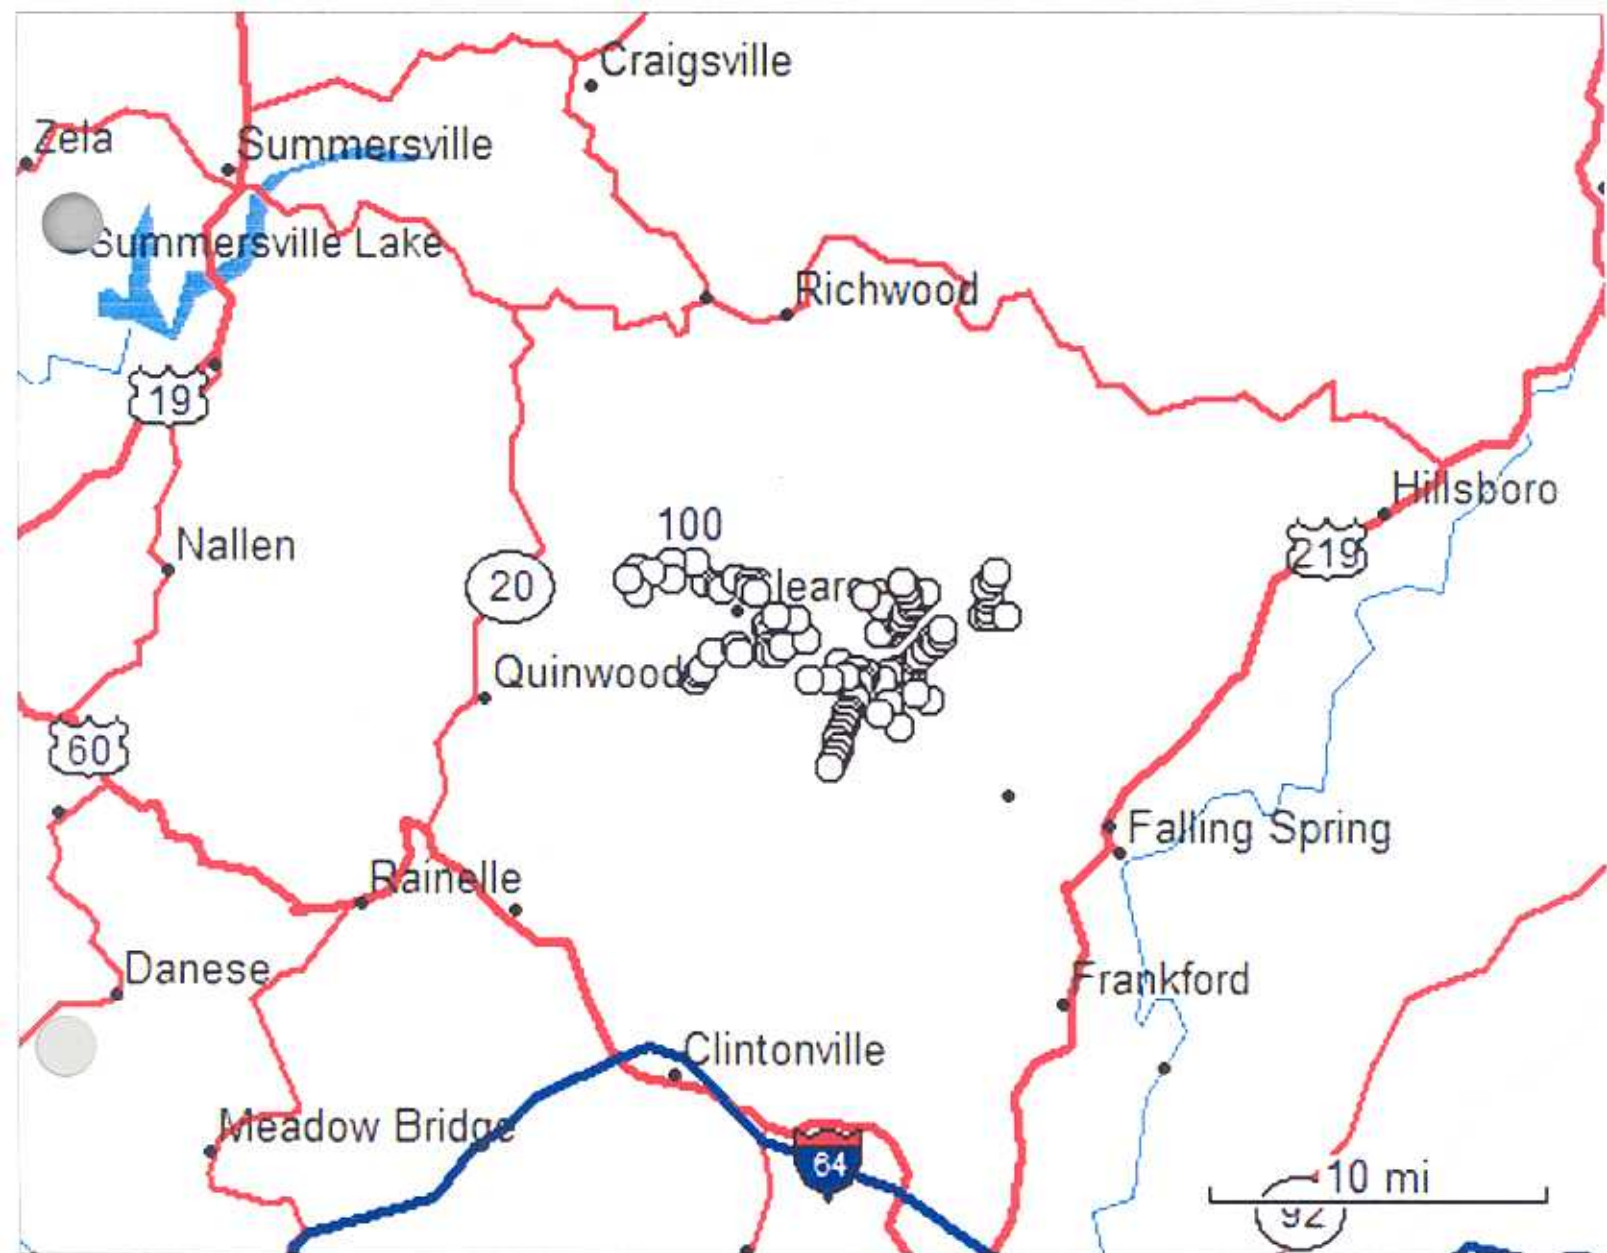 Craigsville
Zela
Summersville
Summersville Lake
Richwood
19
Hillsboro
100
219
Nallen
20
Quinwood
60
Falling Spring
Rainelle
Danese
Frankford
Clintonville
Meadow Bridge
64
10 mi
92